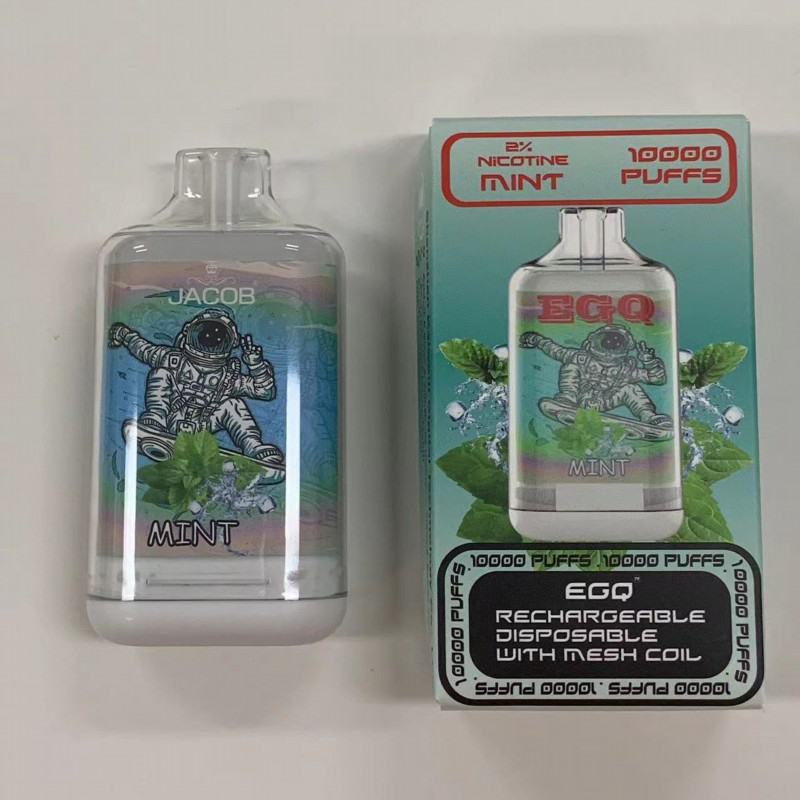 JACOB
MINT
2%
NICOTINE
MINT
10000
PUFFS
EGQ
MINT
10000 PUFFS . 10000 PUFFS .
10000 PUFFS
10000 PUFFS
10000 PUFFS . 10000 PUFFS
EGQ™
RECHARGEABLE
DISPOSABLE
WITH MESH COIL